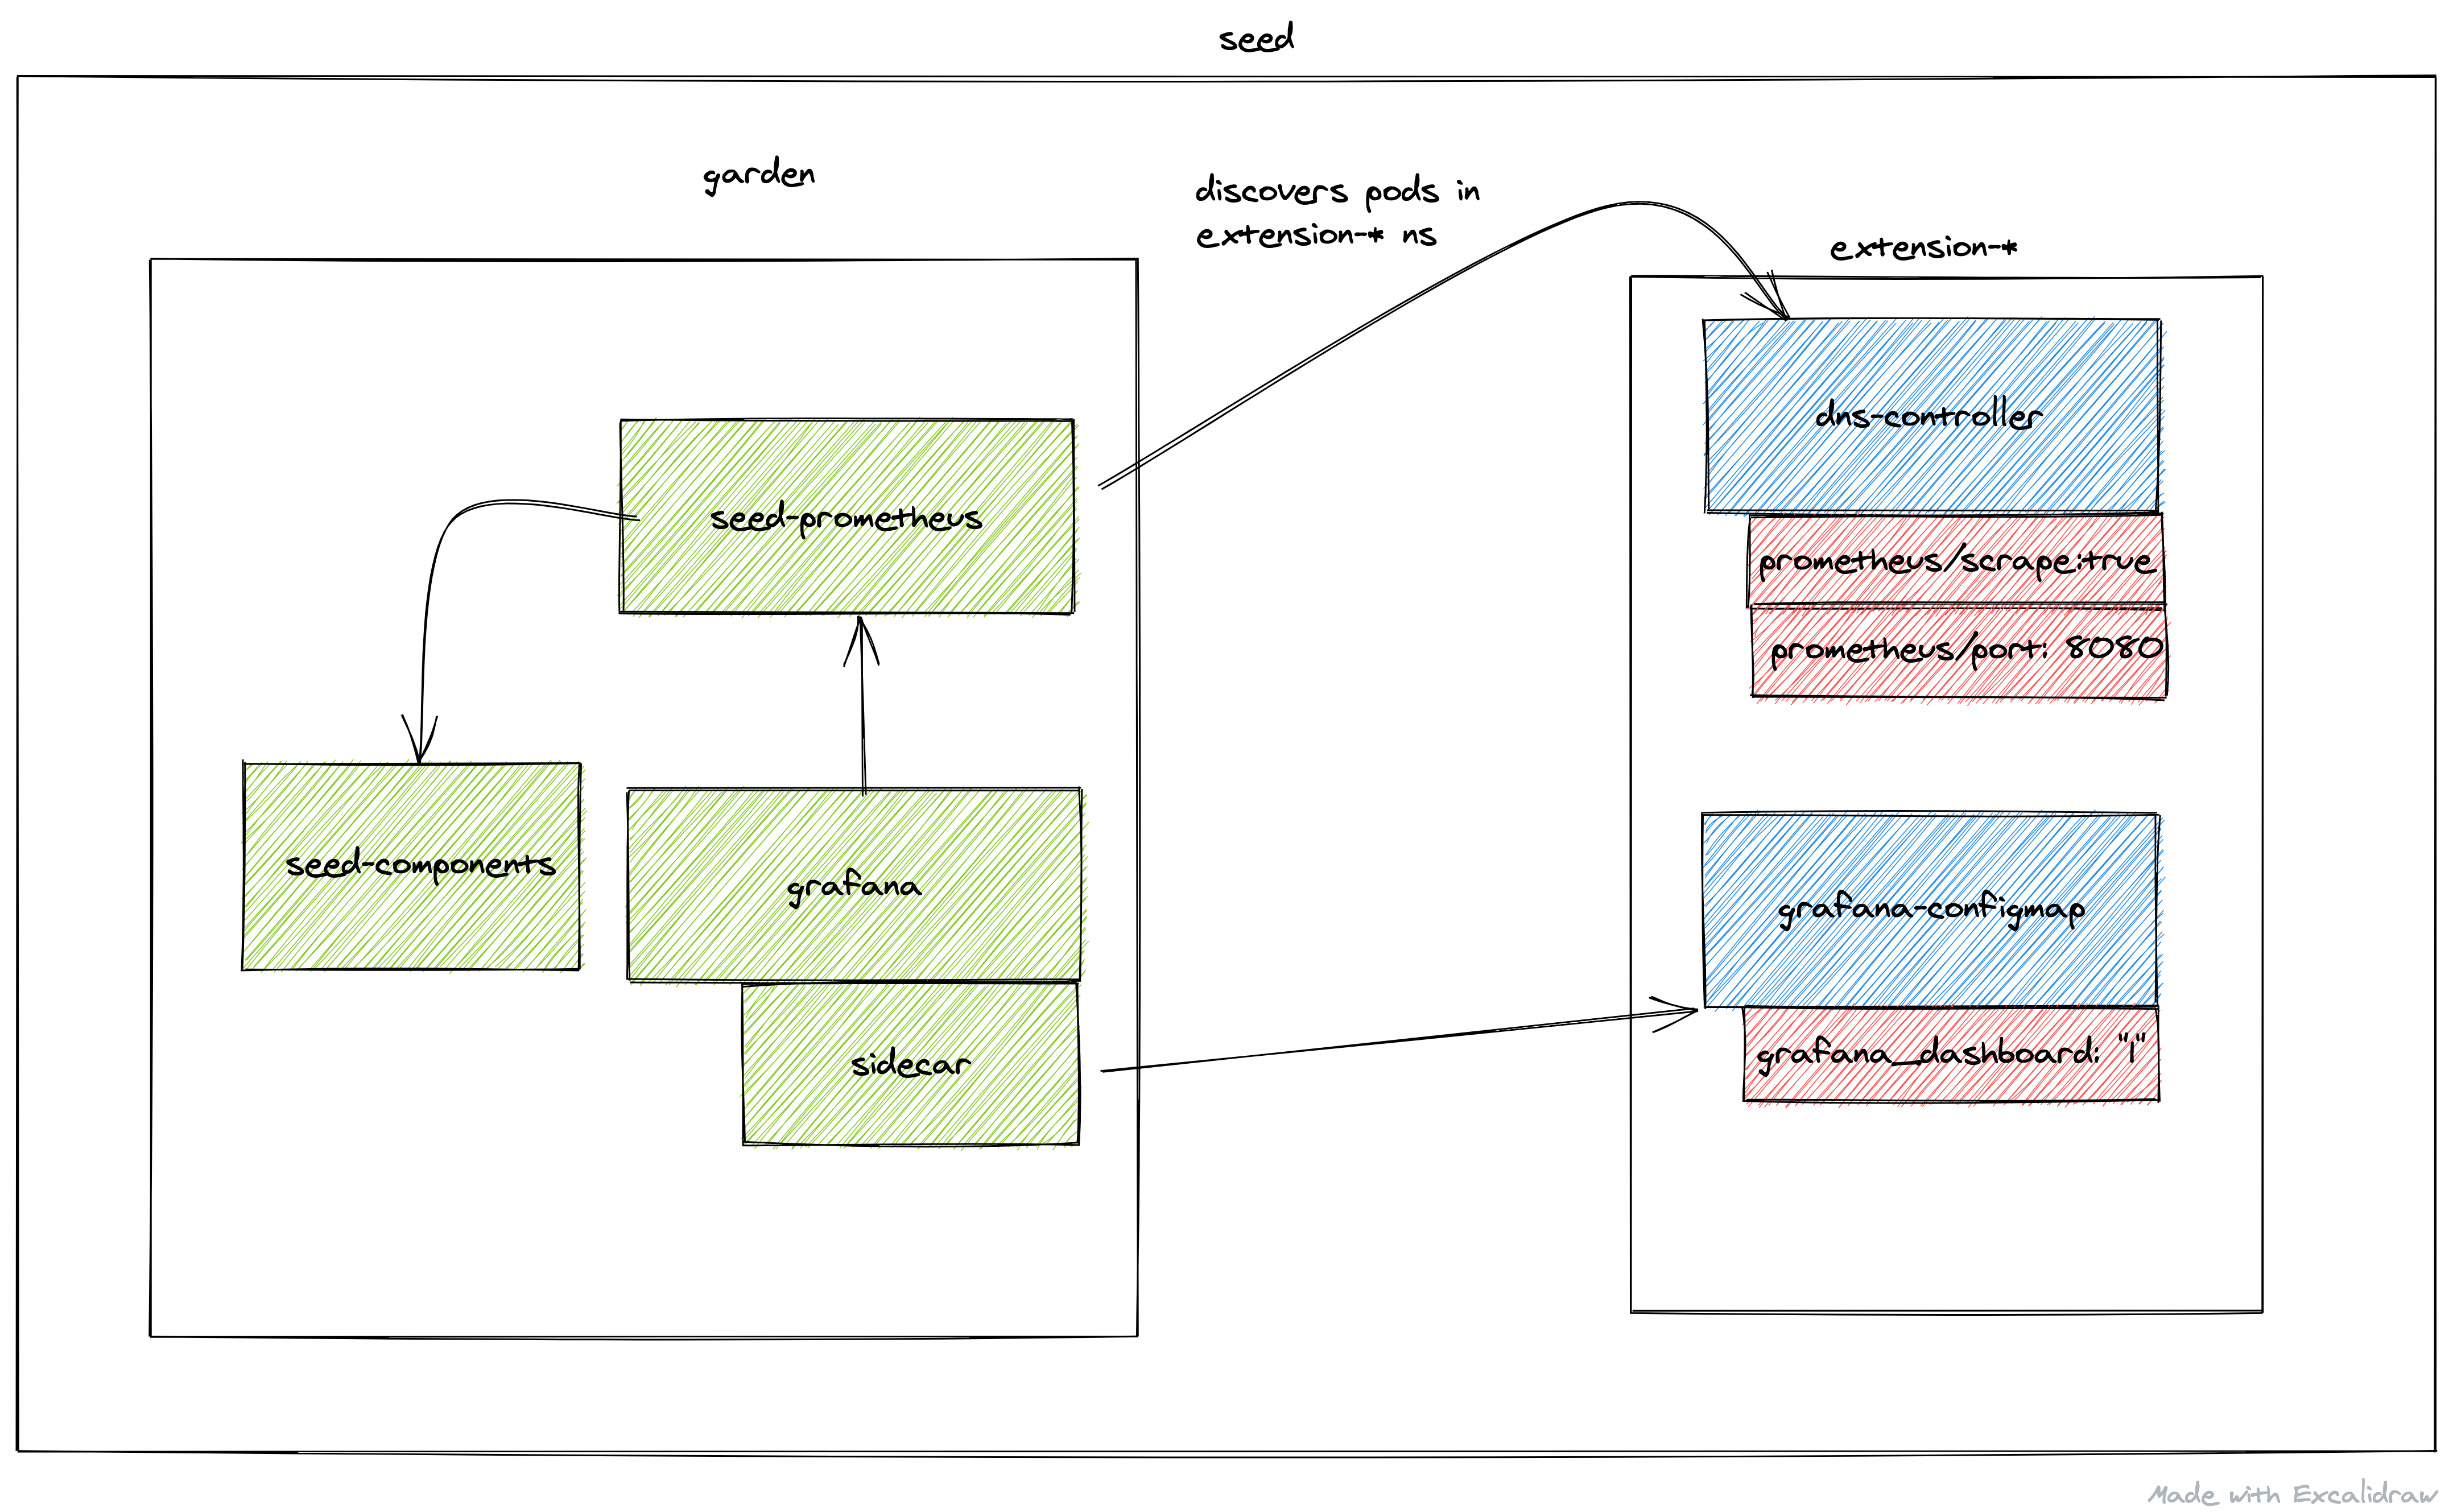 seed
garden
discovers pods in
extension-* ns
extension-*
dns-controller
seed-prometheus
prometheus/scrape:true
prometheus/port: 8080
seed-components
grafana
grafana-configmap
sidecar
grafana_dashboard: "1"
Made with Excalidraw